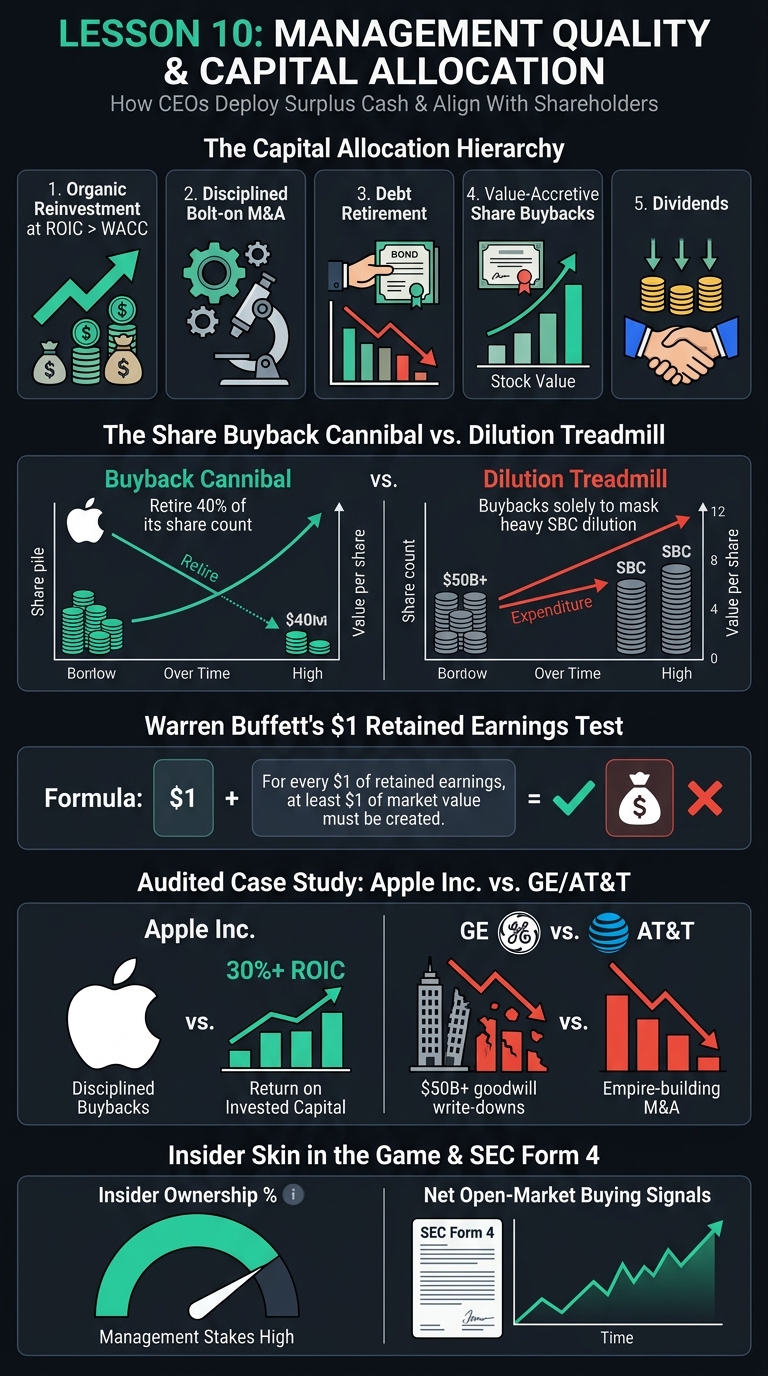 LESSON 10: MANAGEMENT QUALITY
& CAPITAL ALLOCATION
How CEOs Deploy Surplus Cash & Align With Shareholders
The Capital Allocation Hierarchy
1. Organic
Reinvestment
at ROIC > WACC
$
$
$
$
2. Disciplined
Bolt-on M&A
3. Debt
Retirement
BOND
4. Value-Accretive
Share Buybacks
Stock Value
5. Dividends
The Share Buyback Cannibal vs. Dilution Treadmill
Buyback Cannibal
vs.
Dilution Treadmill
Retire 40% of
its share count
Share pile
Retire
Value per share
Over Time
High
Buybacks solely to mask
heavy SBC dilution
Share count
$50B+
Expenditure
SBC
SBC
12
8
4
0
Value per share
Over Time
High
Warren Buffett's $1 Retained Earnings Test
Formula:
$1
+
For every $1 of retained earnings,
at least $1 of market value
must be created.
=
$
Audited Case Study: Apple Inc. vs. GE/AT&T
Apple Inc.
Disciplined
Buybacks
vs.
30%+ ROIC
Return on
Invested Capital
GE
GE
vs.
AT&T
$50B+ goodwill
write-downs
vs.
Empire-building
M&A
Insider Skin in the Game & SEC Form 4
Insider Ownership % i
Management Stakes High
Net Open-Market Buying Signals
SEC Form 4
Time